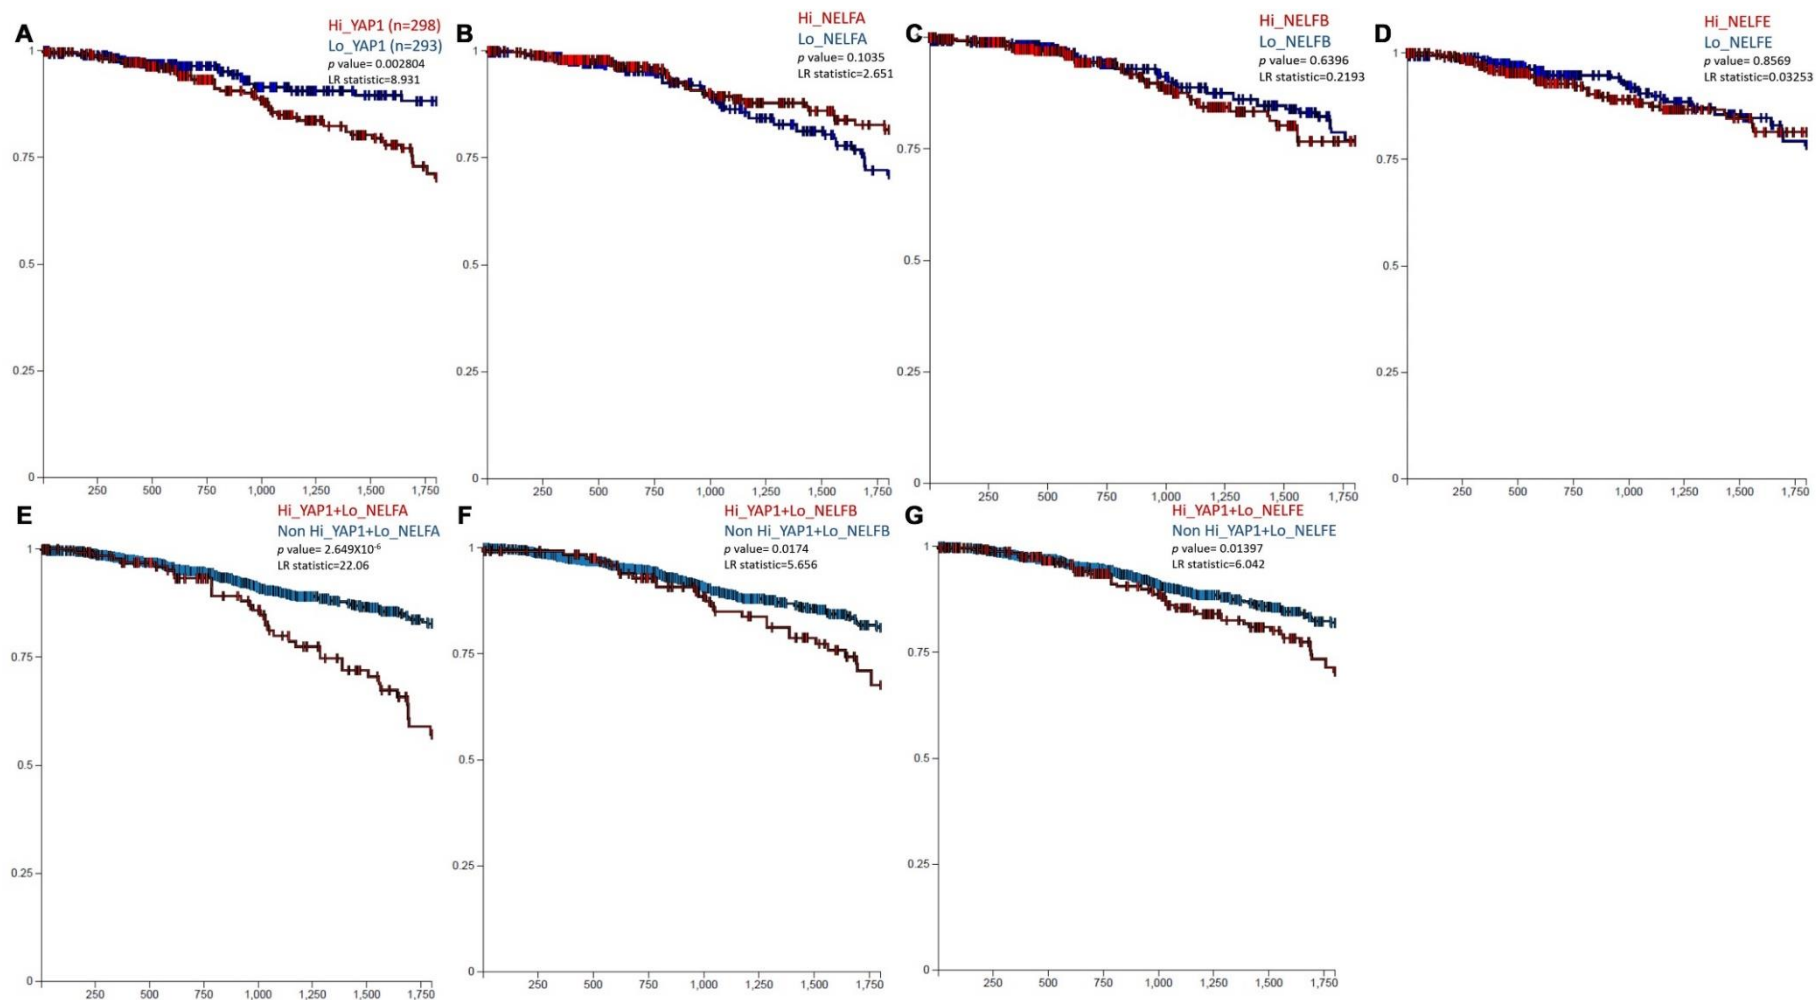 A
Hi_YAP1 (n=298)
Lo_YAP1 (n=293)
p value= 0.002804
LR statistic=8.931
1
0.75
0.5
0.25
0
250 500 750 1,000 1,250 1,500 1,750
B
Hi_NELFA
Lo_NELFA
p value= 0.1035
LR statistic=2.651
1
0.75
0.5
0.25
0
250 500 750 1,000 1,250 1,500 1,750
C
Hi_NELFB
Lo_NELFB
p value= 0.6396
LR statistic=0.2193
0.75
0.5
0.25
0
250 500 750 1,000 1,250 1,500 1,750
D
Hi_NELFE
Lo_NELFE
p value= 0.8569
LR statistic=0.03253
1
0.75
0.5
0.25
0
250 500 750 1,000 1,250 1,500 1,750
E
Hi_YAP1+Lo_NELFA
Non Hi_YAP1+Lo_NELFA
p value= 2.649X10-6
LR statistic=22.06
1
0.75
0.5
0.25
0
250 500 750 1,000 1,250 1,500 1,750
F
Hi_YAP1+Lo_NELFB
Non Hi_YAP1+Lo_NELFB
p value= 0.0174
LR statistic=5.656
1
0.75
0.5
0.25
0
250 500 750 1,000 1,250 1,500 1,750
G
Hi_YAP1+Lo_NELFE
Non Hi_YAP1+Lo_NELFE
p value= 0.01397
LR statistic=6.042
1
0.75
0.5
0.25
0
250 500 750 1,000 1,250 1,500 1,750